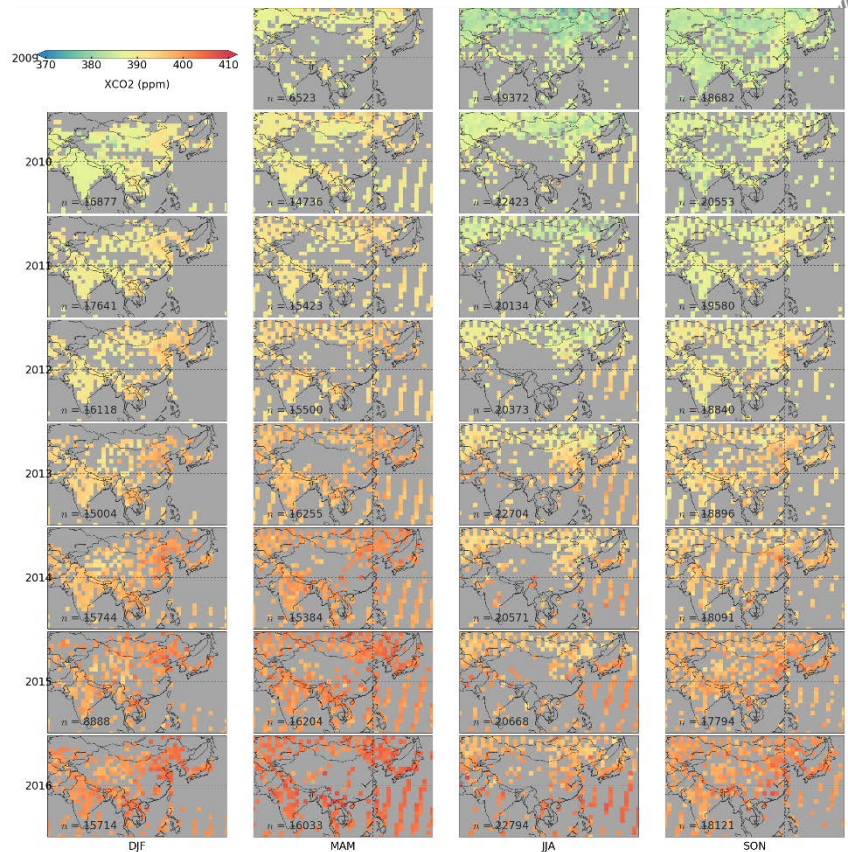 2009
370 380 400 410
XCO2 (ppm)
n = 6523
n = 19372
n = 18682
2010
n = 16877
n = 14736
n = 22423
n = 20553
2011
n = 17641
n = 15423
n = 20134
n = 19580
2012
n = 16118
n = 15500
n = 20373
n = 18840
2013
n = 15004
n = 16255
n = 22704
n = 18896
2014
n = 15744
n = 15384
n = 20571
n = 18091
2015
n = 8888
n = 16204
n = 20668
n = 17794
2016
n = 15714
n = 16033
n = 22794
n = 18121
DJF MAM JJA SON